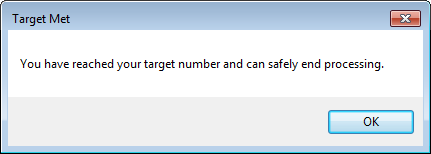 Target Met
You have reached your target number and can safely end processing.
OK